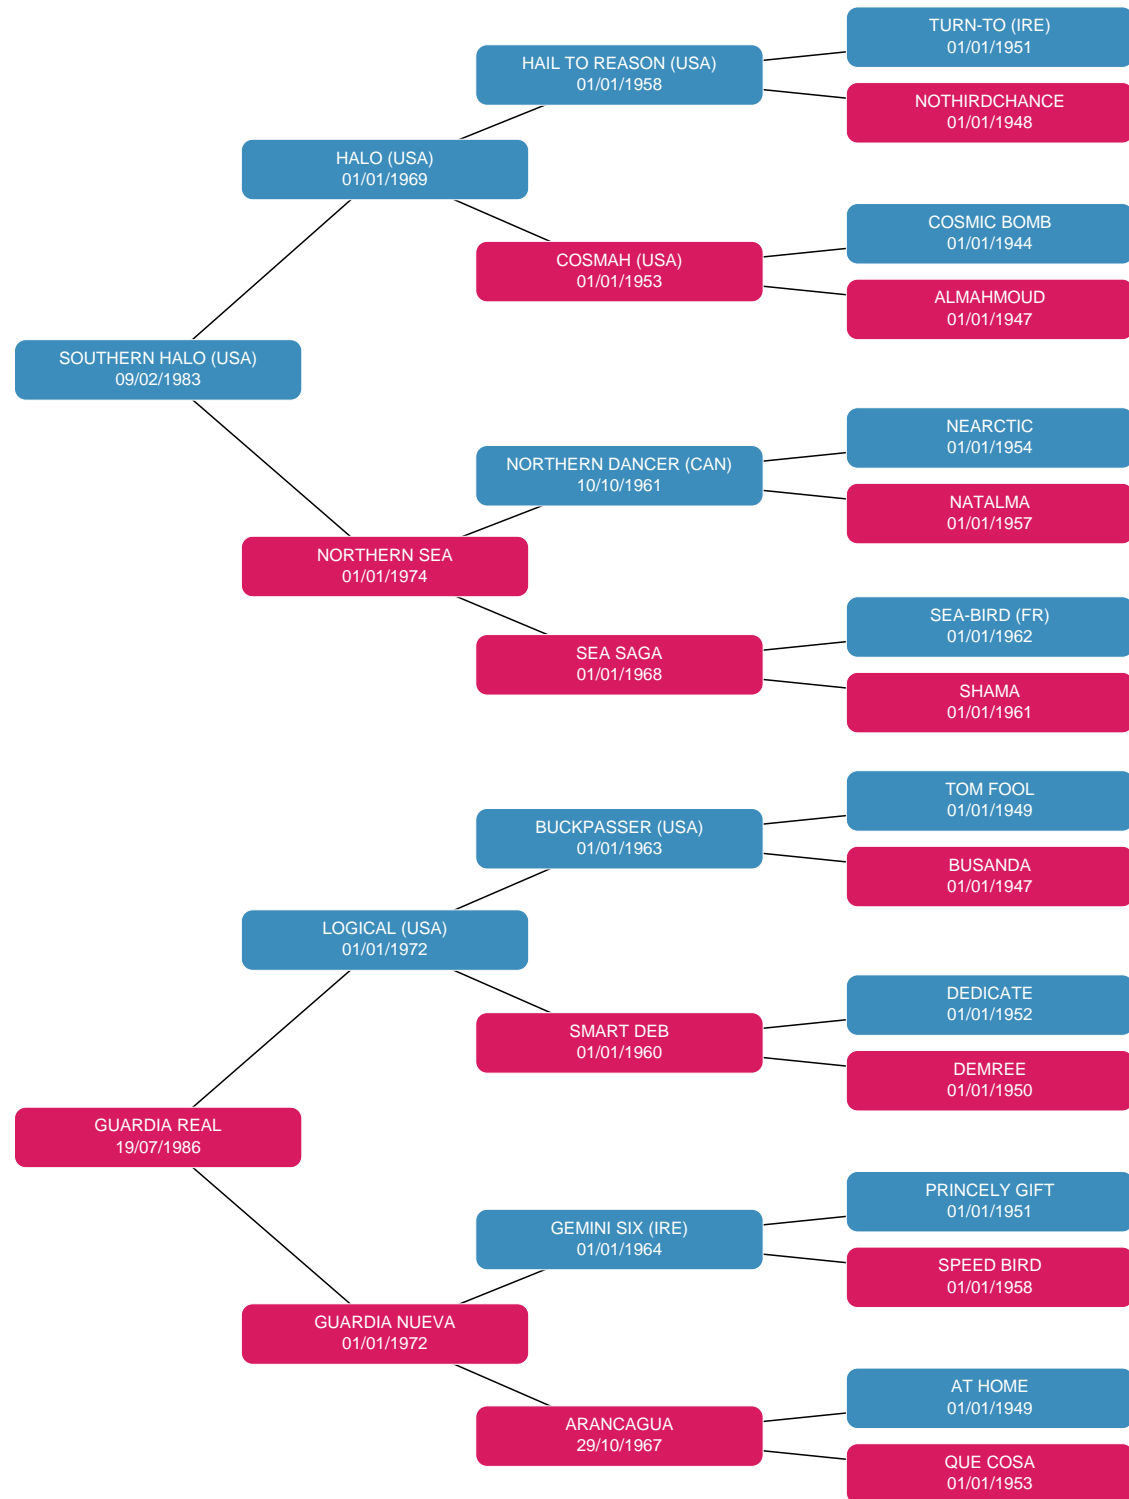 TURN-TO (IRE)
01/01/1951
HAIL TO REASON (USA)
01/01/1958
NOTHIRDCHANCE
01/01/1948
HALO (USA)
01/01/1969
COSMIC BOMB
01/01/1944
COSMAH (USA)
01/01/1953
ALMAHMOUD
01/01/1947
SOUTHERN HALO (USA)
09/02/1983
NEARCTIC
01/01/1954
NORTHERN DANCER (CAN)
10/10/1961
NATALMA
01/01/1957
NORTHERN SEA
01/01/1974
SEA-BIRD (FR)
01/01/1962
SEA SAGA
01/01/1968
SHAMA
01/01/1961
TOM FOOL
01/01/1949
BUCKPASSER (USA)
01/01/1963
BUSANDA
01/01/1947
LOGICAL (USA)
01/01/1972
DEDICATE
01/01/1952
SMART DEB
01/01/1960
DEMREE
01/01/1950
GUARDIA REAL
19/07/1986
PRINCELY GIFT
01/01/1951
GEMINI SIX (IRE)
01/01/1964
SPEED BIRD
01/01/1958
GUARDIA NUEVA
01/01/1972
AT HOME
01/01/1949
ARANCAGUA
29/10/1967
QUE COSA
01/01/1953